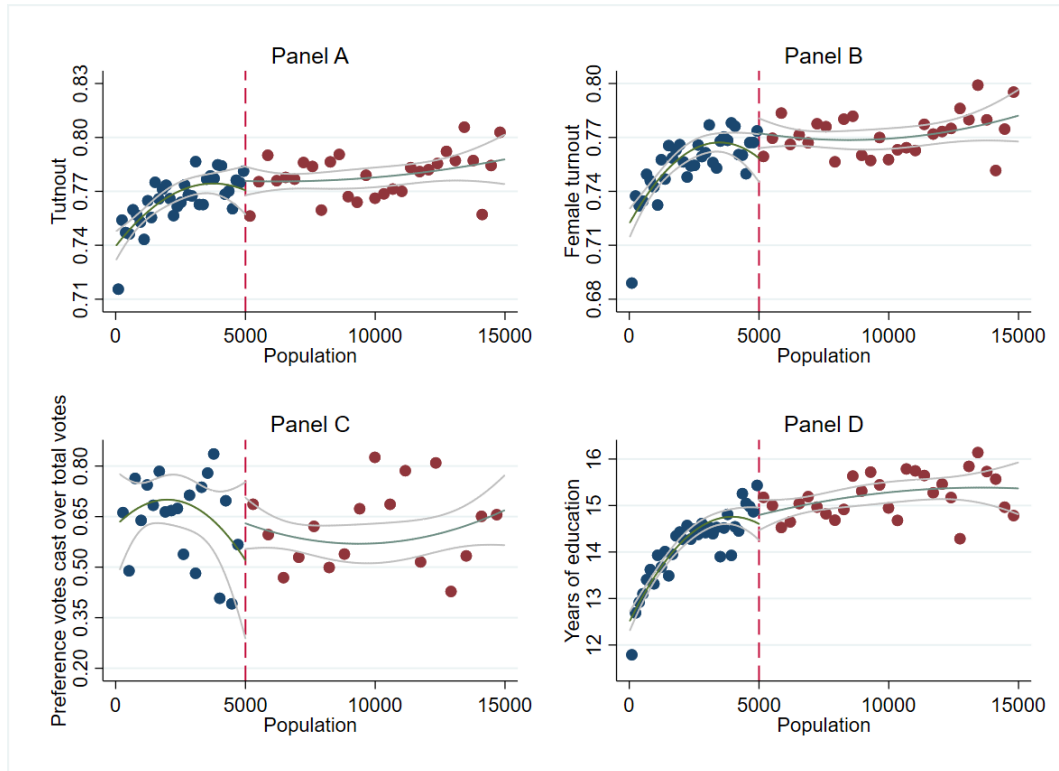 Panel A
Turnout
0.83
0.80
0.77
0.74
0.71
0 5000 10000 15000
Population
Panel B
Female turnout
0.80
0.77
0.74
0.71
0.68
0 5000 10000 15000
Population
Panel C
Preference votes cast over total votes
0.80
0.65
0.50
0.35
0.20
0 5000 10000 15000
Population
Panel D
Years of education
16
15
14
13
12
0 5000 10000 15000
Population